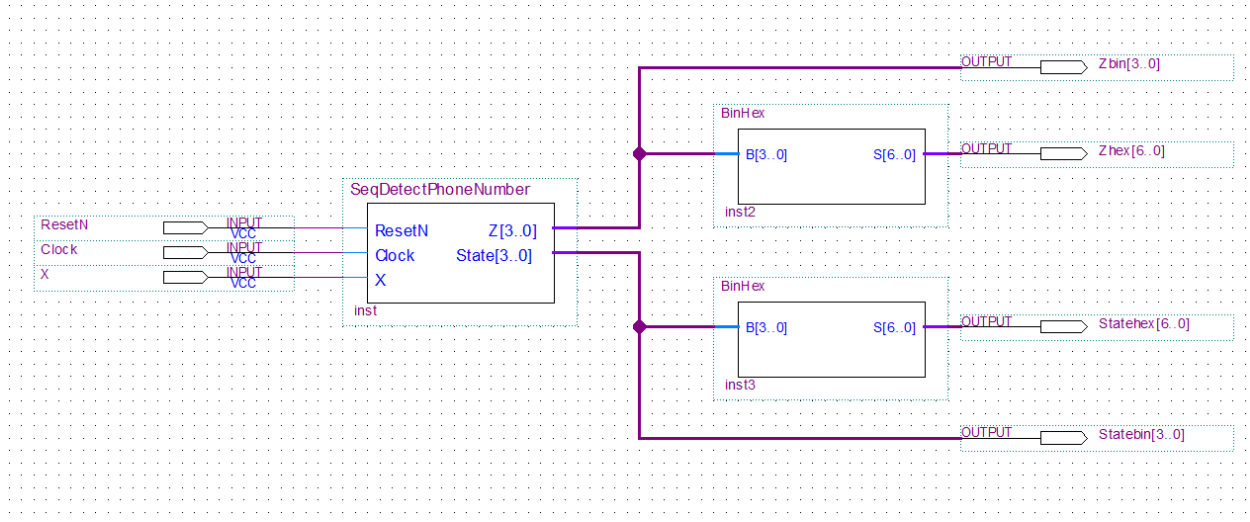 OUTPUT
Zbin[3..0]
BinHex
B[3..0]
S[6..0]
OUTPUT
Zhex[6..0]
inst2
SeqDetectPhoneNumber
ResetN
INPUT
VCC
ResetN
Z[3..0]
Clock
INPUT
VCC
Clock
State[3..0]
X
INPUT
VCC
X
inst
BinHex
B[3..0]
S[6..0]
OUTPUT
Statehex[6..0]
inst3
OUTPUT
Statebin[3..0]